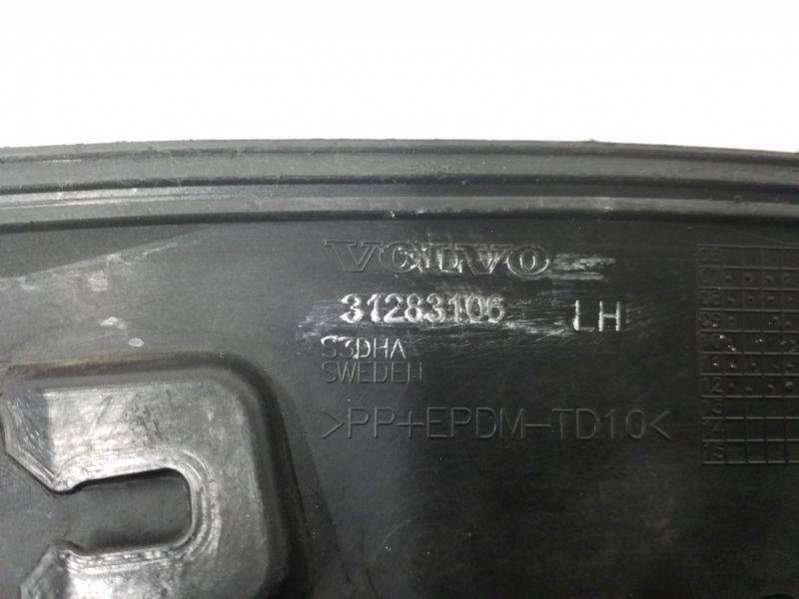 VOLVO
31283106 LH
S3DHA
SWEDEN
>PP+EPDM-TD10<